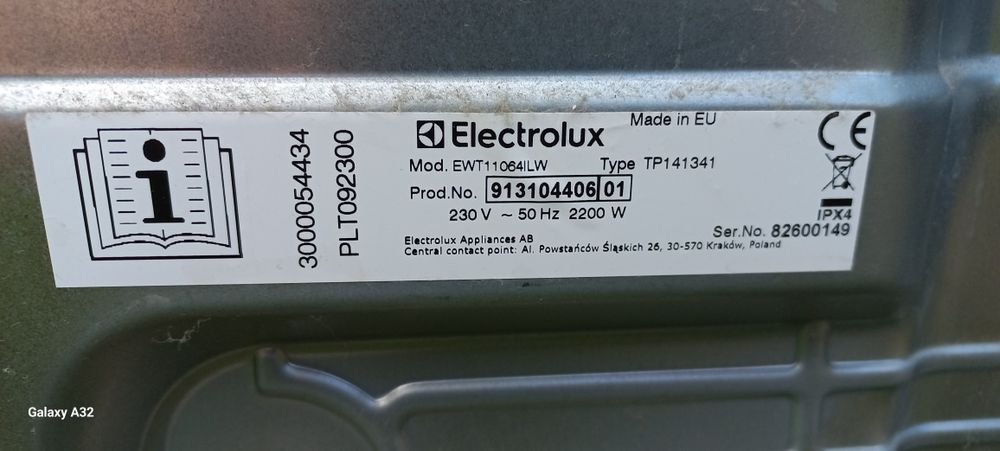 3000054434
PLT092300
Electrolux
Made in EU
Mod. EWT11064ILW Type TP141341
Prod.No. 913104406 01
230 V ~ 50 Hz 2200 W
IPX4
Ser.No. 82600149
Electrolux Appliances AB
Central contact point: Al. Powstańców Śląskich 26, 30-570 Kraków, Poland
CE
Galaxy A32